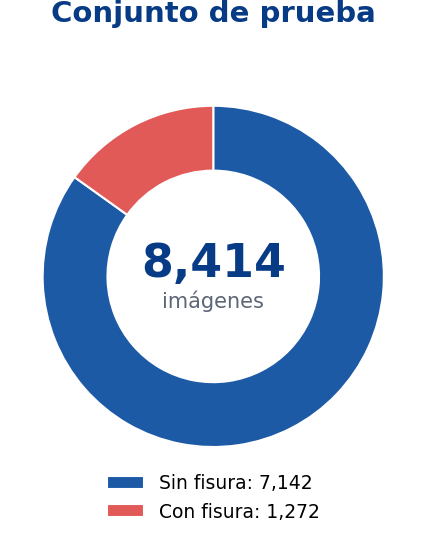 Conjunto de prueba
8,414
imágenes
Sin fisura: 7,142
Con fisura: 1,272